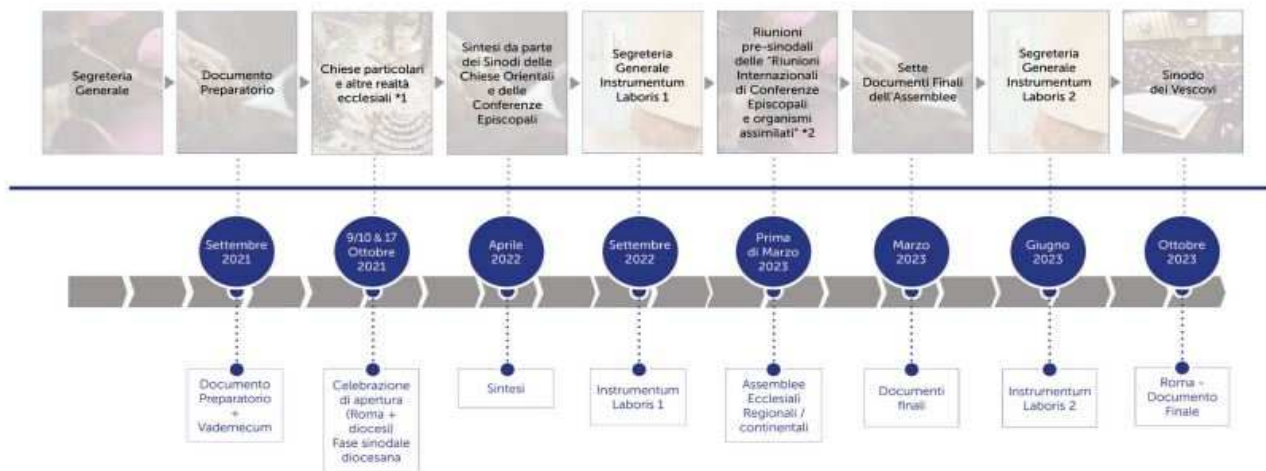 Segreteria
Generale
Documento
Preparatorio
Chiese particolari
e altre realtà
ecclesiali *1
Sintesi da parte
dei Sinodi delle
Chiese Orientali
e delle
Conferenze
Episcopali
Segreteria
Generale
Instrumentum
Laboris 1
Riunioni
pre-sinodali
delle "Riunioni
Internazionali
di Conferenze
Episcopali
e organismi
assimilati" *2
Sette
Documenti Finali
dell'Assemblee
Segreteria
Generale
Instrumentum
Laboris 2
Sinodo
dei Vescovi
Settembre
2021
9/10 & 17
Ottobre
2021
Aprile
2022
Settembre
2022
Prima
di Marzo
2023
Marzo
2023
Giugno
2023
Ottobre
2023
Documento
Preparatorio
+
Vademecum
Celebrazione
di apertura
(Roma +
diocesi)
Fase sinodale
diocesana
Sintesi
Instrumentum
Laboris 1
Assemblee
Ecclesiali
Regionali /
continentali
Documenti
finali
Instrumentum
Laboris 2
Roma -
Documento
Finale